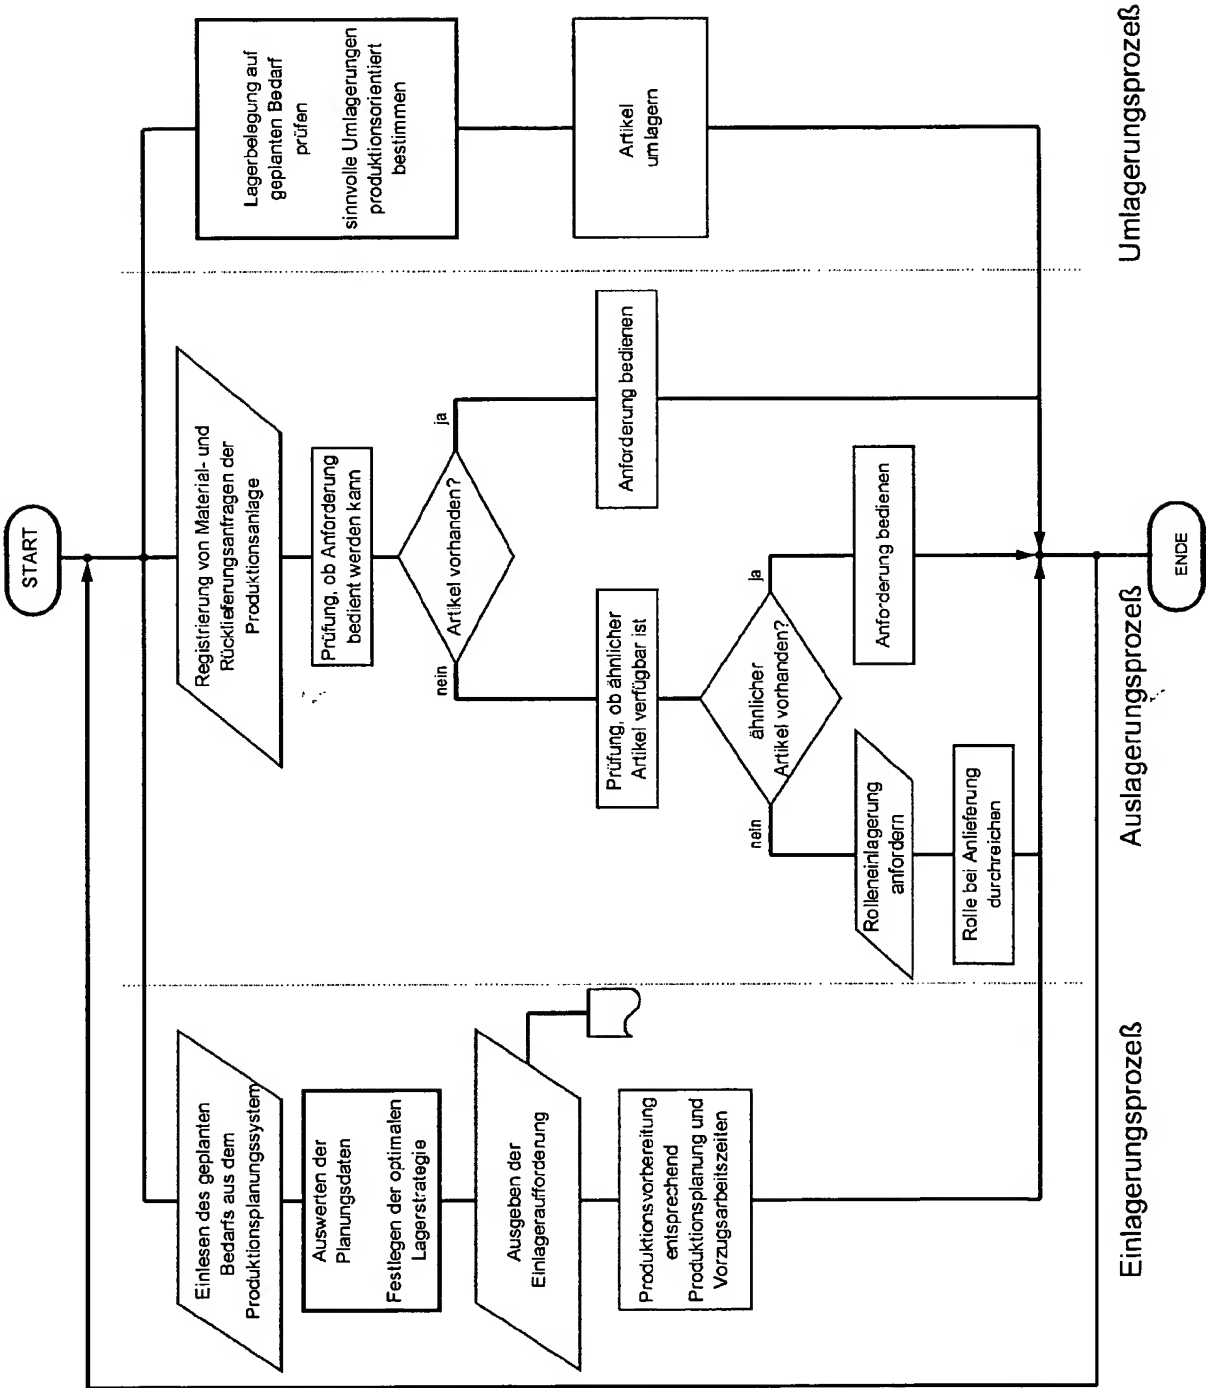 START
Einlesen des geplanten
Bedarfs aus dem
Produktionsplanungssystem
Auswerten der
Planungsdaten
Festlegen der optimalen
Lagerstrategie
Ausgeben der
Einlageraufforderung
Produktionsvorbereitung
entsprechend
Produktionsplanung und
Vorzugsarbeitszeiten
Einlagerungsprozeß
Registrierung von Material- und
Rücklieferungsanfragen der
Produktionsanlage
Prüfung, ob Anforderung
bedient werden kann
Artikel vorhanden?
nein
ja
Prüfung, ob ähnlicher
Artikel verfügbar ist
Anforderung bedienen
ähnlicher
Artikel vorhanden?
nein
ja
Rolleneinlagerung
anfordern
Anforderung bedienen
Rolle bei Anlieferung
durchreichen
Auslagerungsprozeß
Lagerbelegung auf
geplanten Bedarf
prüfen
sinnvolle Umlagerungen
produktionsorientiert
bestimmen
Artikel
umlagern
Umlagerungsprozeß
ENDE